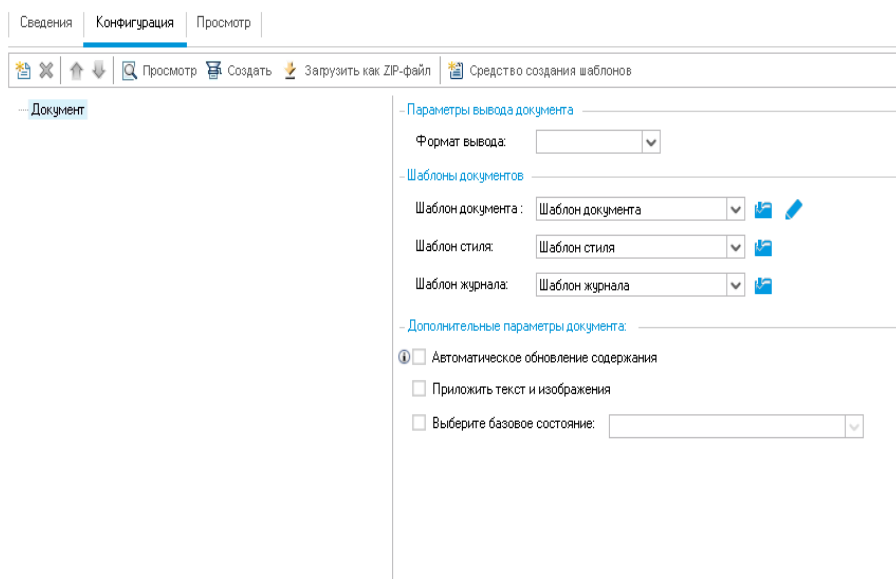 Сведения Конфигурация Просмотр
Просмотр Создать Загрузить как ZIP-файл Средство создания шаблонов
Документ
Параметры вывода документа
Формат вывода:
Шаблоны документов
Шаблон документа : Шаблон документа
Шаблон стиля: Шаблон стиля
Шаблон журнала: Шаблон журнала
Дополнительные параметры документа:
Автоматическое обновление содержания
Приложить текст и изображения
Выберите базовое состояние: